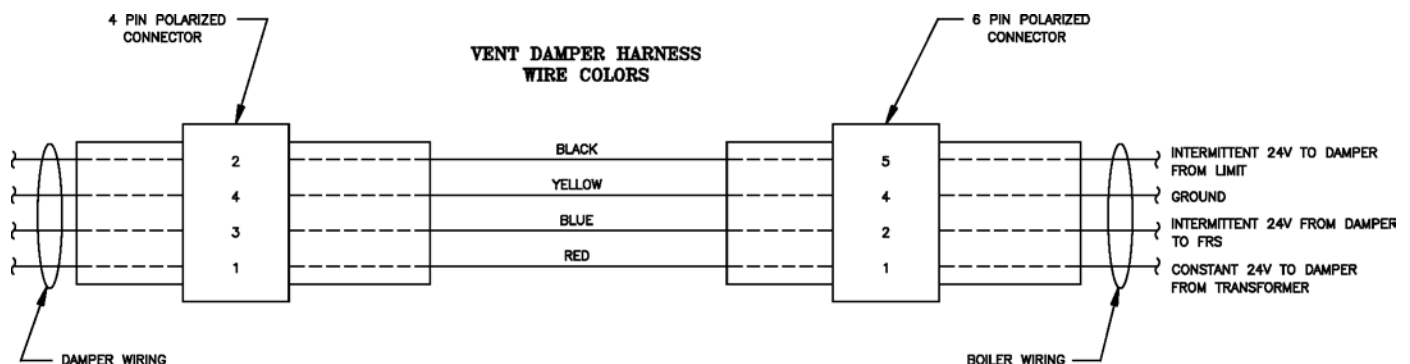 4 PIN POLARIZED
CONNECTOR
6 PIN POLARIZED
CONNECTOR
VENT DAMPER HARNESS
WIRE COLORS
2
BLACK
5
INTERMITTENT 24V TO DAMPER
FROM LIMIT
4
YELLOW
4
GROUND
3
BLUE
2
INTERMITTENT 24V FROM DAMPER
TO FRS
1
RED
1
CONSTANT 24V TO DAMPER
FROM TRANSFORMER
DAMPER WIRING
BOILER WIRING